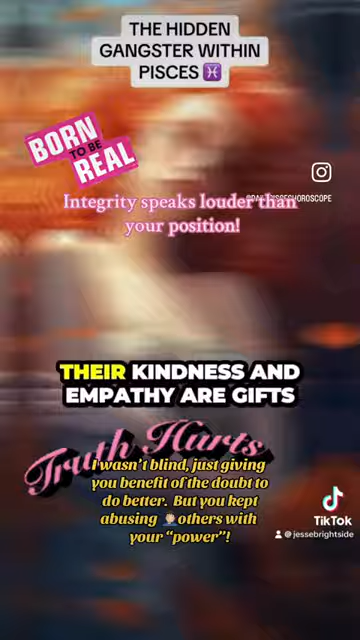 THE HIDDEN
GANGSTER WITHIN
PISCES ♓
BORN
TO BE
REAL
Integrity speaks louder than
your position!
THEIR KINDNESS AND
EMPATHY ARE GIFTS
Truth Hurts
I wasn't blind, just giving
you benefit of the doubt to
do better. But you kept
abusing others with
your "power"!
TikTok
@jessebrightside